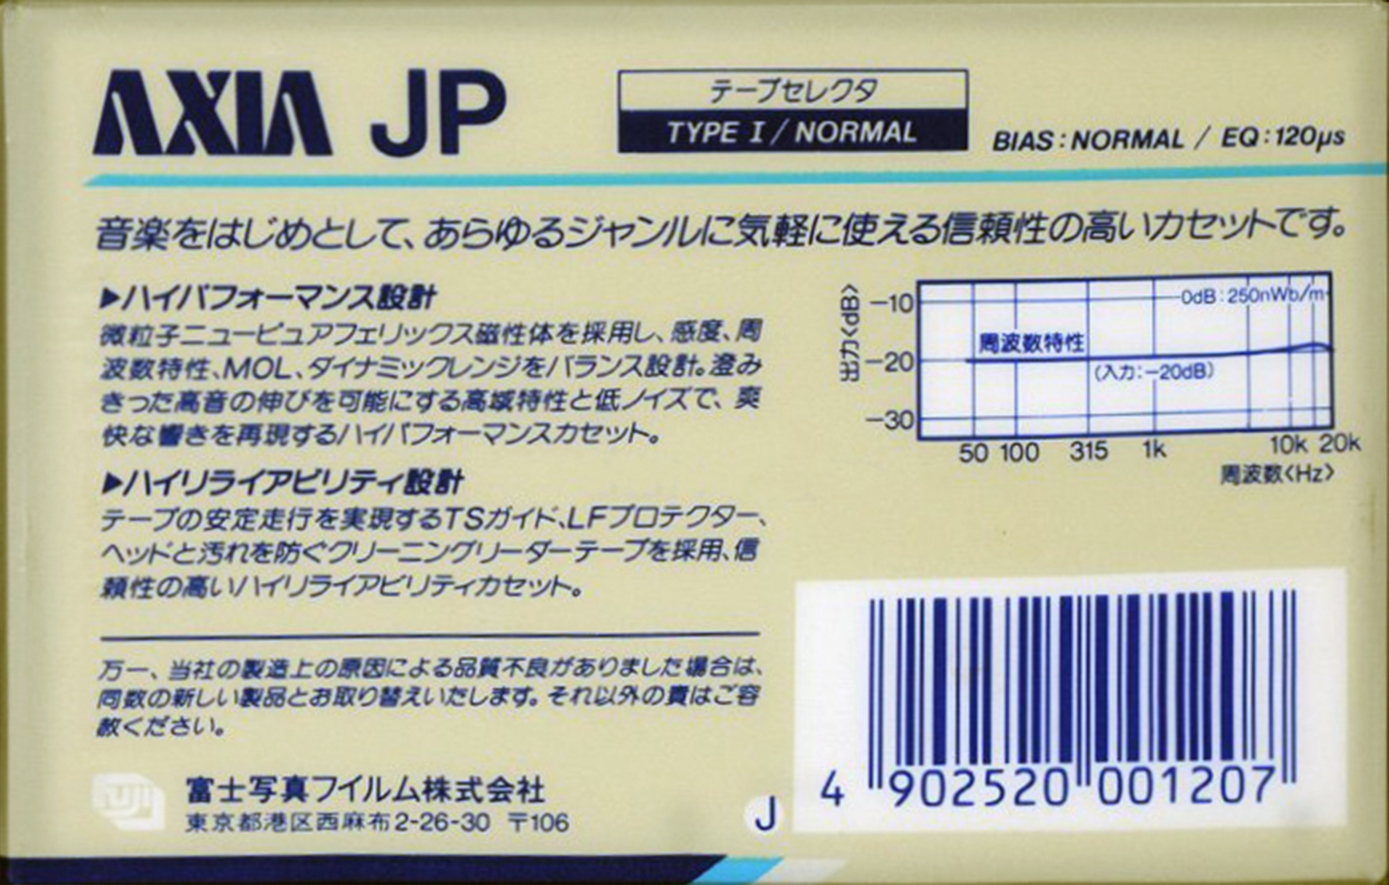 AXIA JP
テープセレクタ
TYPE I / NORMAL
BIAS : NORMAL / EQ : 120μs
音楽をはじめとして、あらゆるジャンルに気軽に使える信頼性の高いカセットです。
▶ハイパフォーマンス設計
微粒子ニューピュアフェリックス磁性体を採用し、感度、周
波数特性、MOL、ダイナミックレンジをバランス設計。澄み
きった高音の伸びを可能にする高域特性と低ノイズで、爽
快な響きを再現するハイパフォーマンスカセット。
▶ハイリライアビリティ設計
テープの安定走行を実現するTSガイド、LFプロテクター、
ヘッドと汚れを防ぐクリーニングリーダーテープを採用、信
頼性の高いハイリライアビリティカセット。
出力<dB>
−10
−20
−30
0dB : 250nWb/m
周波数特性
(入力:−20dB)
50 100 315 1k 10k 20k
周波数<Hz>
万一、当社の製造上の原因による品質不良がありました場合は、
同数の新しい製品とお取り替えいたします。それ以外の責はご容
赦ください。
FUJI
富士写真フイルム株式会社
東京都港区西麻布2-26-30 〒106
J
4 902520 001207